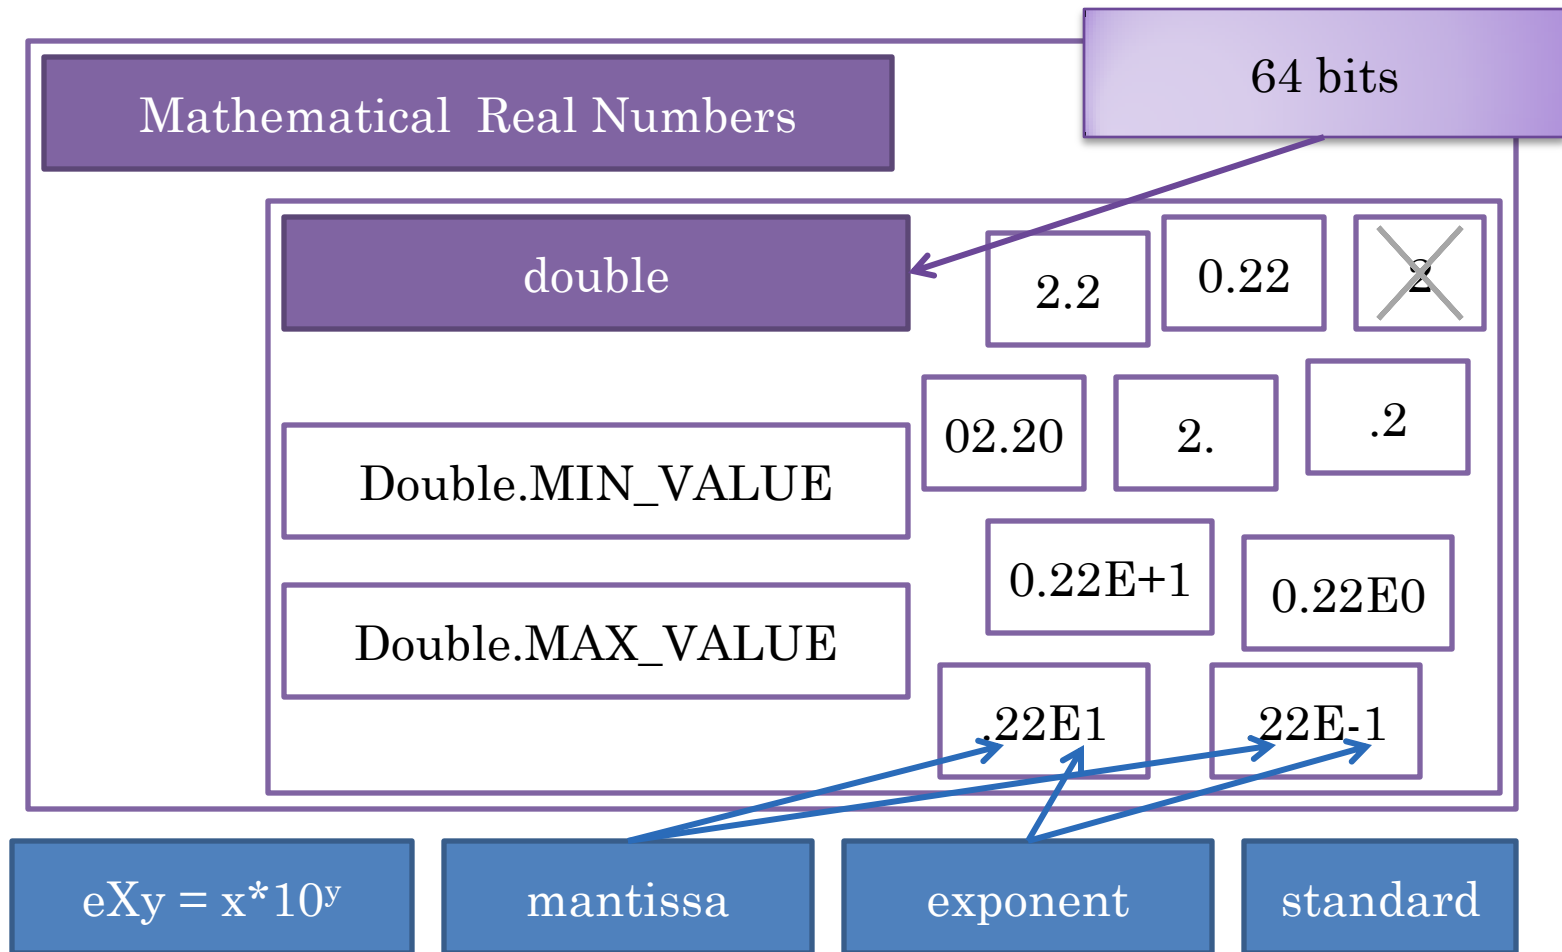 64 bits
Mathematical Real Numbers
double
2.2
0.22
2
02.20
2.
.2
Double.MIN_VALUE
0.22E+1
0.22E0
Double.MAX_VALUE
.22E1
22E-1
eXy = x*10ʸ
mantissa
exponent
standard